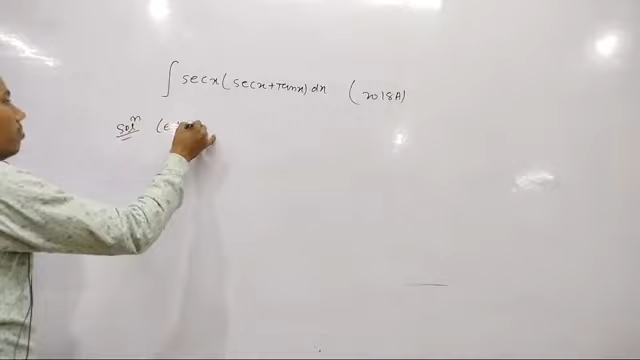 ∫ secx(secx+Tanx)dx (2018A)
Solⁿ (